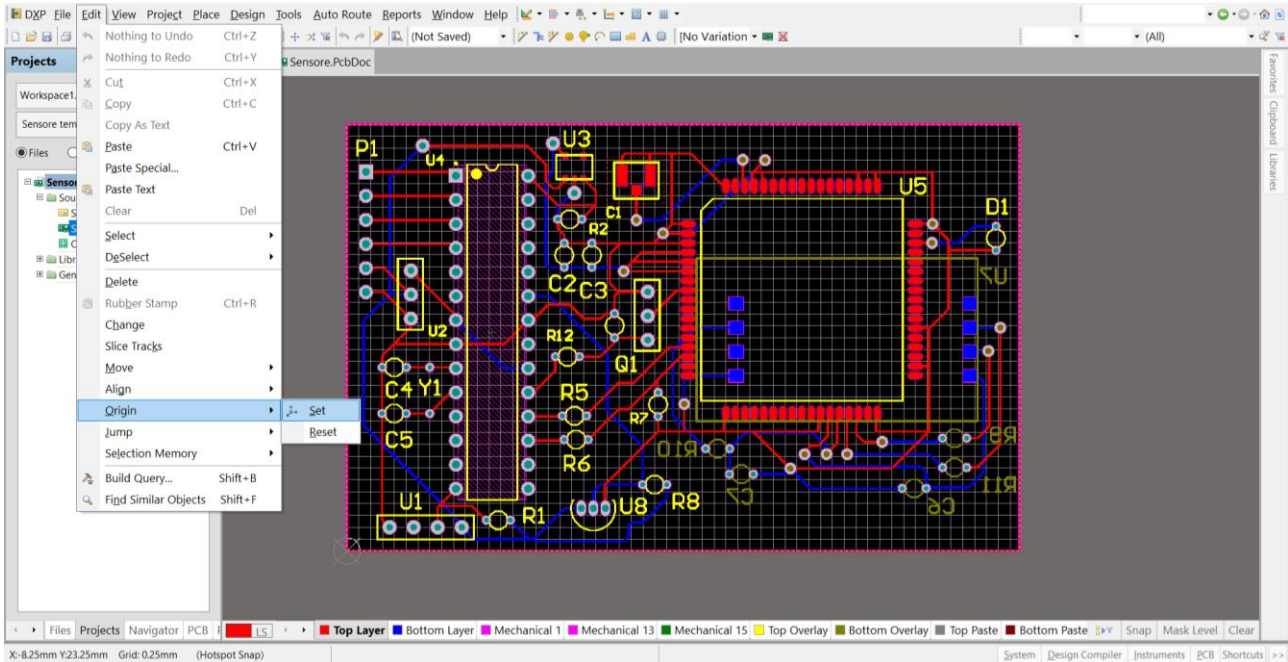 DXP File Edit View Project Place Design Tools Auto Route Reports Window Help
(Not Saved) [No Variation (All)
Projects
Sensore.PcbDoc
Workspace1.
Sensore tem
Files
Senso
Sou
S
S
C
Libr
Gen
Nothing to Undo Ctrl+Z
Nothing to Redo Ctrl+Y
Cut Ctrl+X
Copy Ctrl+C
Copy As Text
Paste Ctrl+V
Paste Special...
Paste Text
Clear Del
Select
DeSelect
Delete
Rubber Stamp Ctrl+R
Change
Slice Tracks
Move
Align
Origin
Jump
Selection Memory
Build Query... Shift+B
Find Similar Objects Shift+F
Set
Reset
P1
U4
U3
C1
R2
U5
D1
C2 C3
U7
U2
R12
Q1
C4 Y1
R5
R7
C5
R6
R10
R9
C7
R11
C6
U1
R1
U8
R8
Favorites Clipboard Libraries
Files Projects Navigator PCB
LS Top Layer Bottom Layer Mechanical 1 Mechanical 13 Mechanical 15 Top Overlay Bottom Overlay Top Paste Bottom Paste Snap Mask Level Clear
X:-8.25mm Y:23.25mm Grid: 0.25mm (Hotspot Snap) System Design Compiler Instruments PCB Shortcuts >>